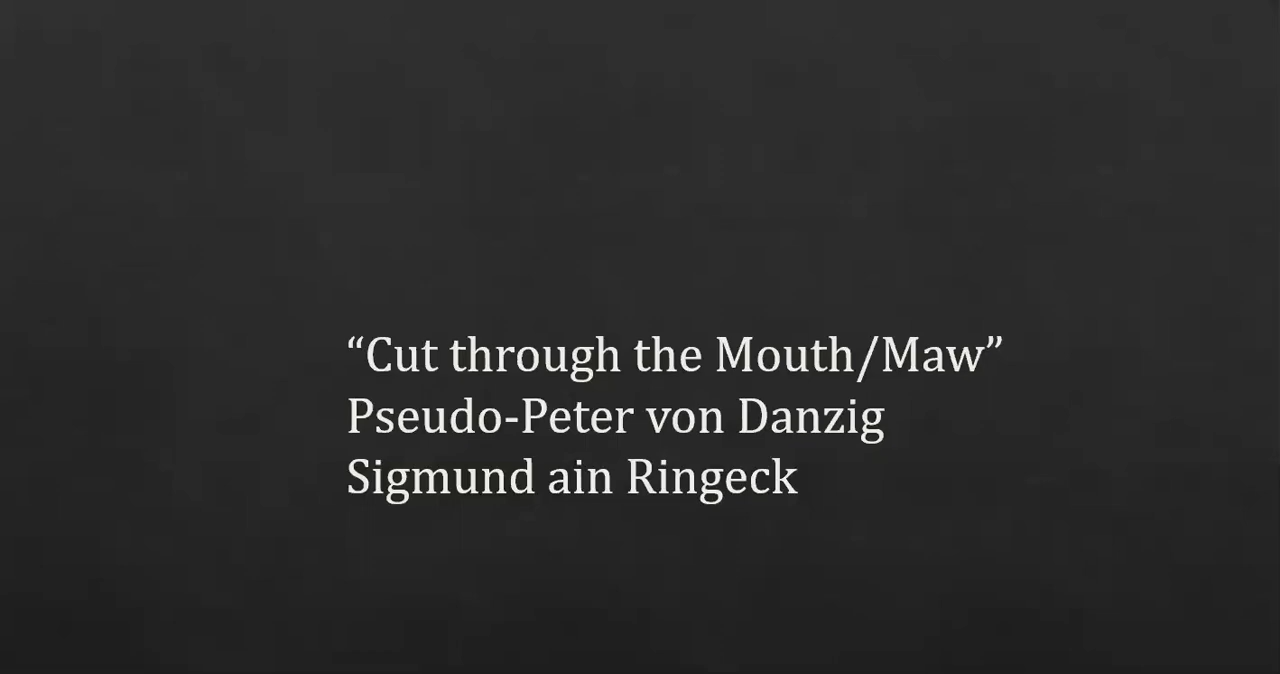 “Cut through the Mouth/Maw”
Pseudo-Peter von Danzig
Sigmund ain Ringeck